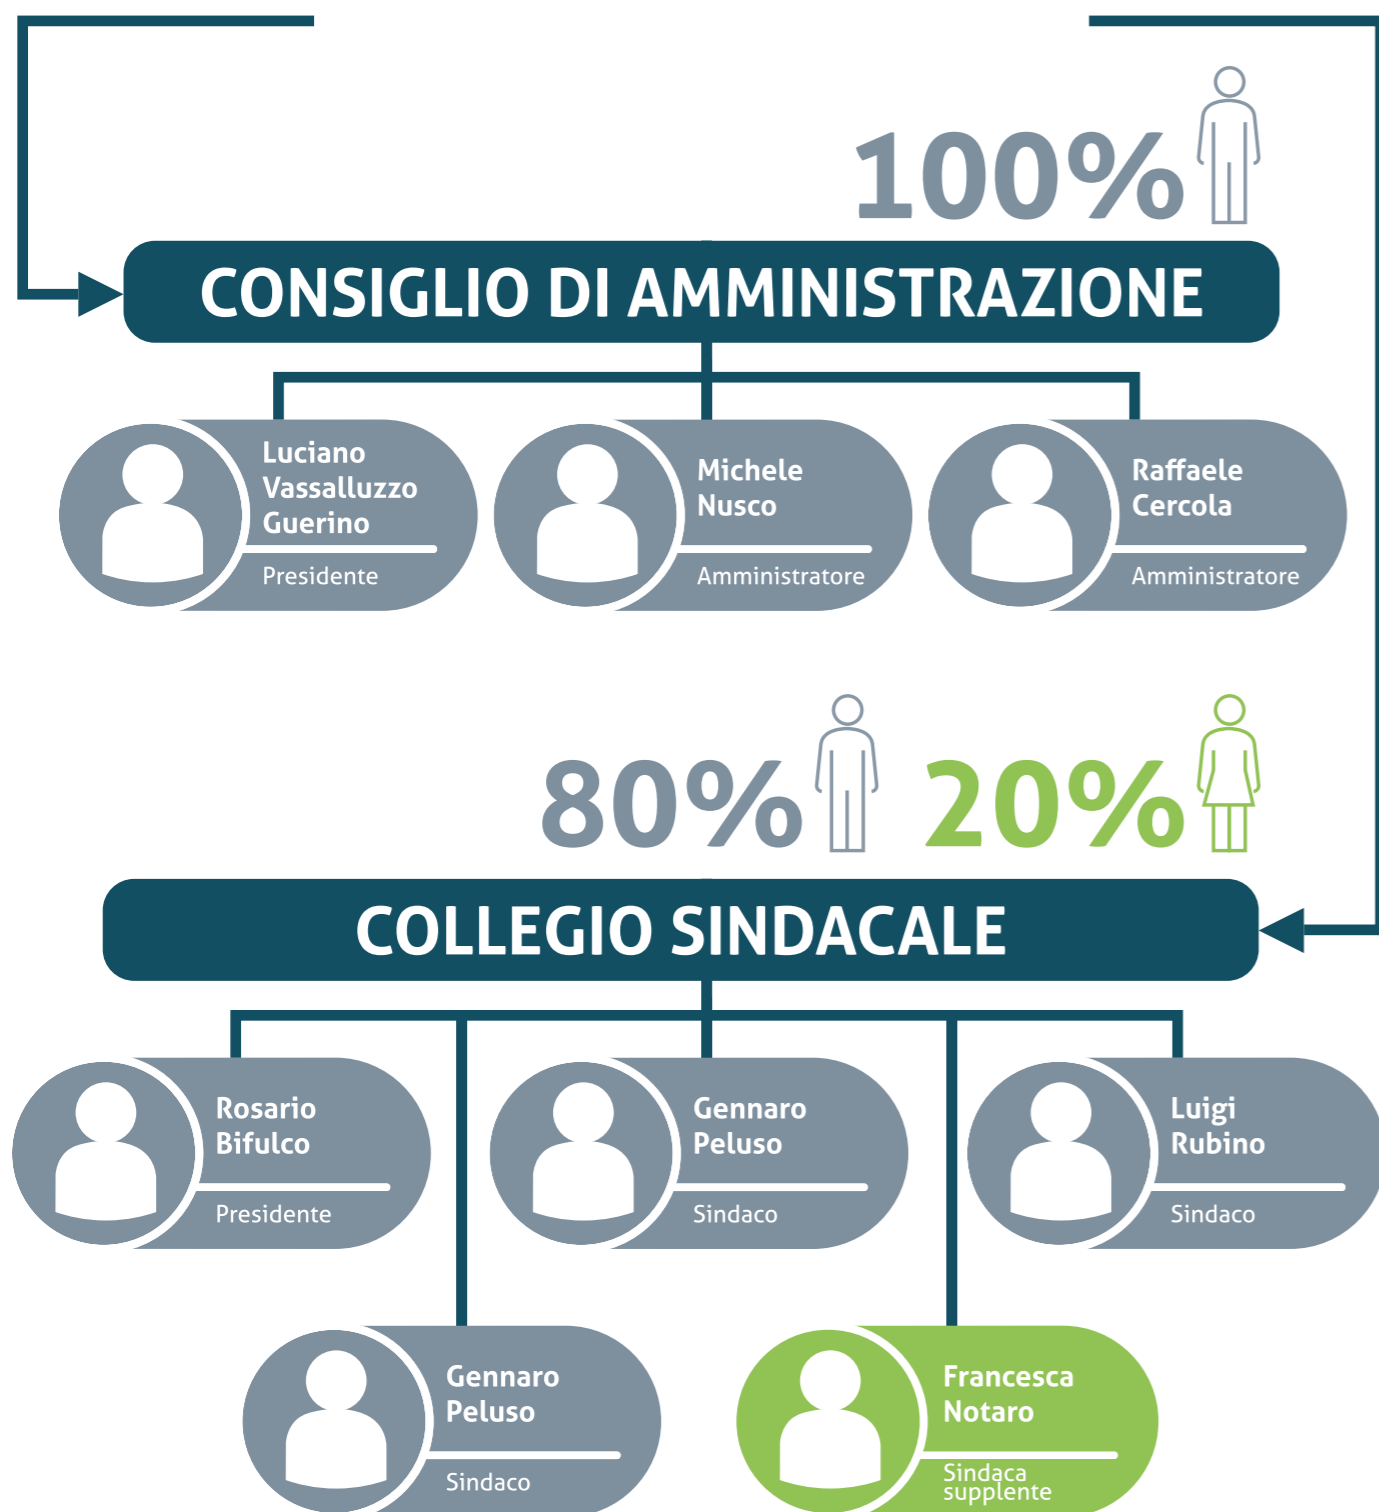 100%
CONSIGLIO DI AMMINISTRAZIONE
Luciano
Vassalluzzo
Guerino
Presidente
Michele
Nusco
Amministratore
Raffaele
Cercola
Amministratore
80%
20%
COLLEGIO SINDACALE
Rosario
Bifulco
Presidente
Gennaro
Peluso
Sindaco
Luigi
Rubino
Sindaco
Gennaro
Peluso
Sindaco
Francesca
Notaro
Sindaca
supplente